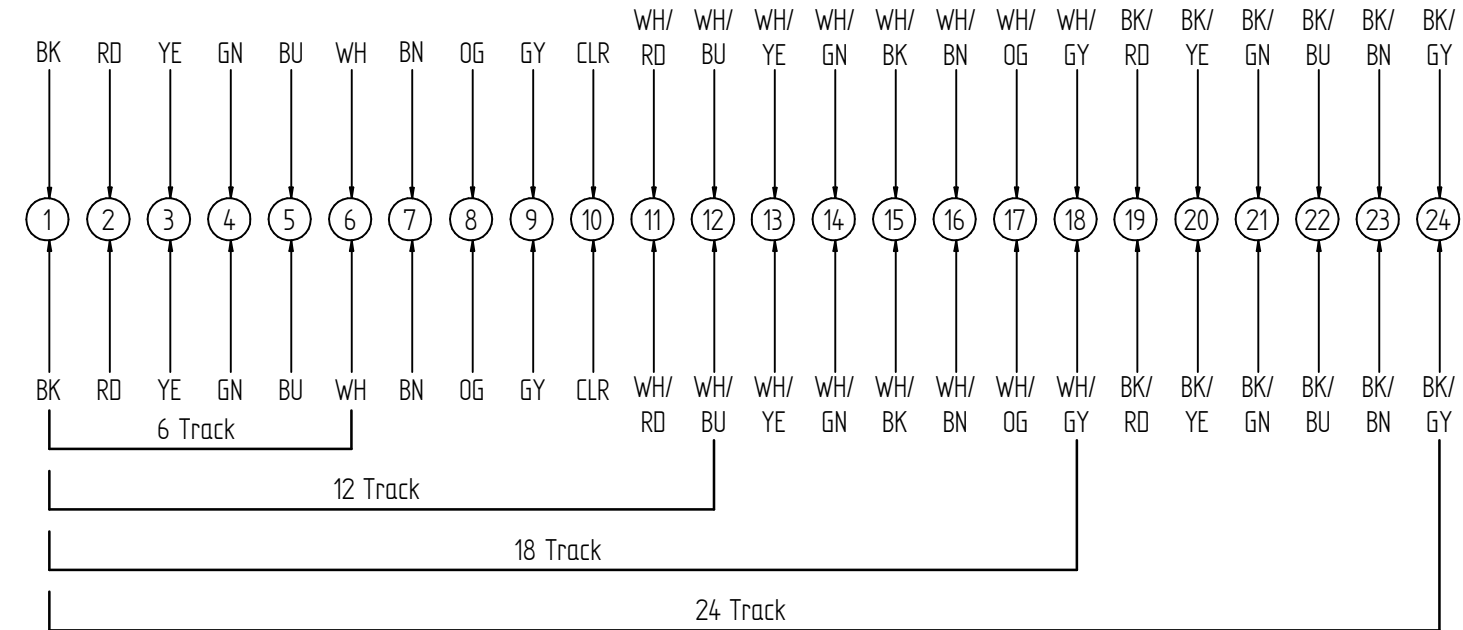 WH/ WH/ WH/ WH/ WH/ WH/ WH/ WH/ BK/ BK/ BK/ BK/ BK/ BK/
BK RD YE GN BU WH BN OG GY CLR RD BU YE GN BK BN OG GY RD YE GN BU BN GY
1 2 3 4 5 6 7 8 9 10 11 12 13 14 15 16 17 18 19 20 21 22 23 24
BK RD YE GN BU WH BN OG GY CLR WH/ WH/ WH/ WH/ WH/ WH/ WH/ WH/ BK/ BK/ BK/ BK/ BK/ BK/
RD BU YE GN BK BN OG GY RD YE GN BU BN GY
6 Track
12 Track
18 Track
24 Track